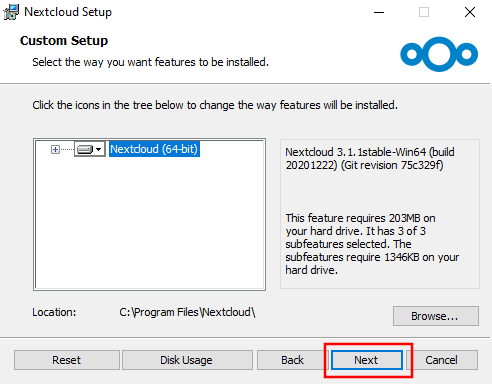 Nextcloud Setup
Custom Setup
Select the way you want features to be installed.
Click the icons in the tree below to change the way features will be installed.
Nextcloud (64-bit)
Nextcloud 3.1.1stable-Win64 (build
20201222) (Git revision 75c329f)
This feature requires 203MB on
your hard drive. It has 3 of 3
subfeatures selected. The
subfeatures require 1346KB on your
hard drive.
Location: C:\Program Files\Nextcloud\
Browse...
Reset Disk Usage Back Next Cancel